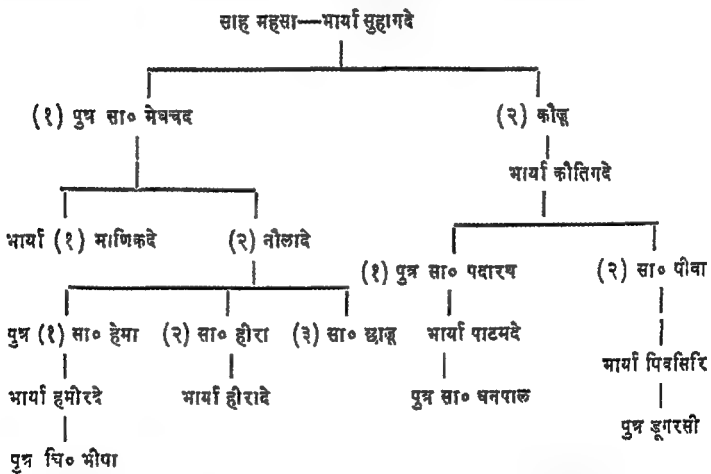 साह महसा—भार्या सुहागदे
(१) पुत्र सा० मेघचद (२) कौजू
भार्या कौतिगदे
भार्या (१) माणिकदे (२) नौलादे
(१) पुत्र सा० पदारथ (२) सा० पीवा
पुत्र (१) सा० हेमा (२) सा० हीरा (३) सा० छाजू भार्या पाटमदे
भार्या पिवसिरि
भार्या हमीरदे भार्या हीरादे पुत्र सा० धनपाल
पुत्र डूगरसी
पुत्र चि० भीषा